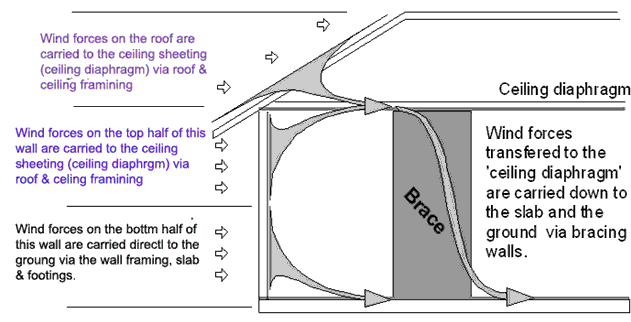 Wind forces on the roof are
carried to the ceiling sheeting
(ceiling diaphragm) via roof &
ceiling framining
Ceiling diaphragm
Wind forces on the top half of this
wall are carried to the ceiling
sheeting (ceiling diaphrgm) via
roof & celing framining
Wind forces on the bottm half of
this wall are carried directl to the
groung via the wall framing, slab
& footings.
Brace
Wind forces
transfered to the
'ceiling diaphragm'
are carried down to
the slab and the
ground via bracing
walls.